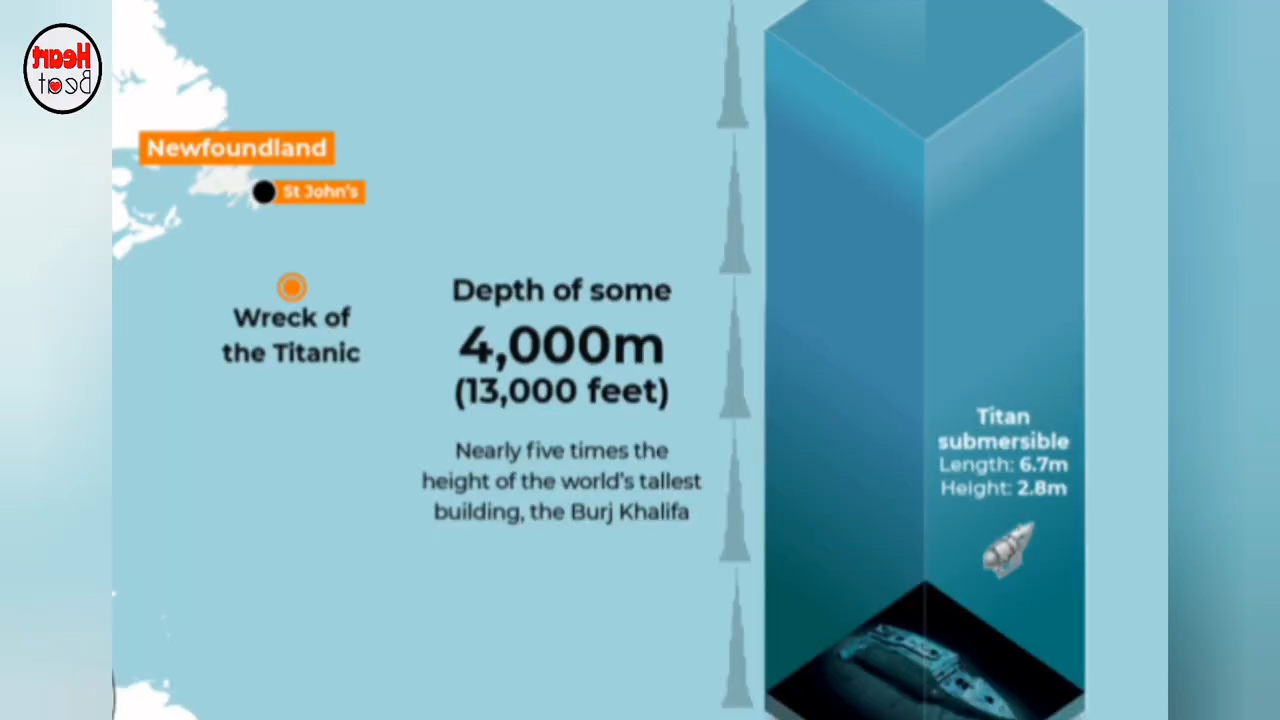 Heart
Beat
Newfoundland
St John's
Wreck of
the Titanic
Depth of some
4,000m
(13,000 feet)
Nearly five times the
height of the world's tallest
building, the Burj Khalifa
Titan
submersible
Length: 6.7m
Height: 2.8m